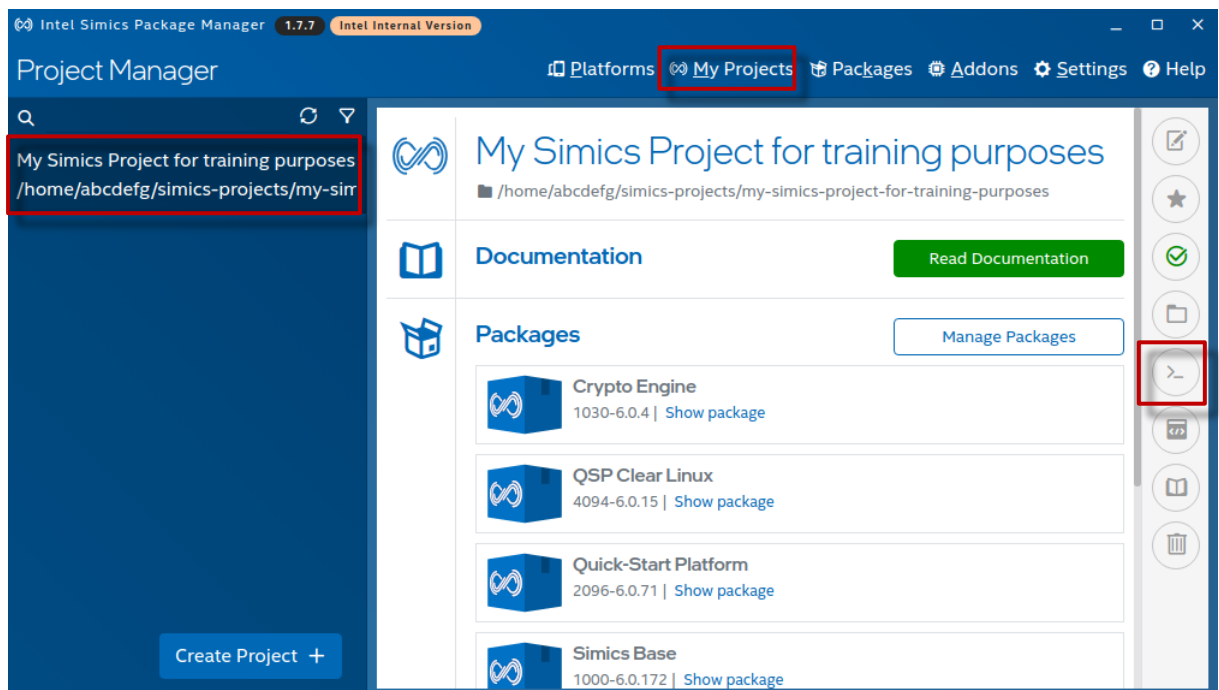 Intel Simics Package Manager 1.7.7 Intel Internal Version
Project Manager
Platforms My Projects Packages Addons Settings Help
My Simics Project for training purposes
/home/abcdefg/simics-projects/my-sim
My Simics Project for training purposes
/home/abcdefg/simics-projects/my-simics-project-for-training-purposes
Documentation
Read Documentation
Packages
Manage Packages
Crypto Engine
1030-6.0.4 | Show package
QSP Clear Linux
4094-6.0.15 | Show package
Quick-Start Platform
2096-6.0.71 | Show package
Simics Base
1000-6.0.172 | Show package
Create Project +